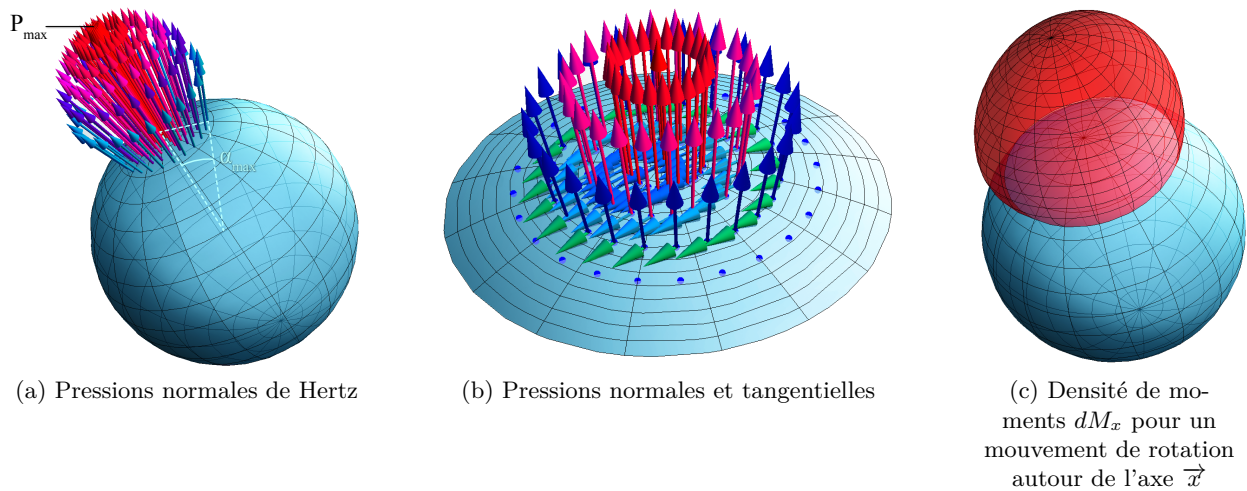 P_max
α_max
(a) Pressions normales de Hertz
(b) Pressions normales et tangentielles
(c) Densité de mo-
ments dM_x pour un
mouvement de rotation
autour de l'axe \overrightarrow{x}